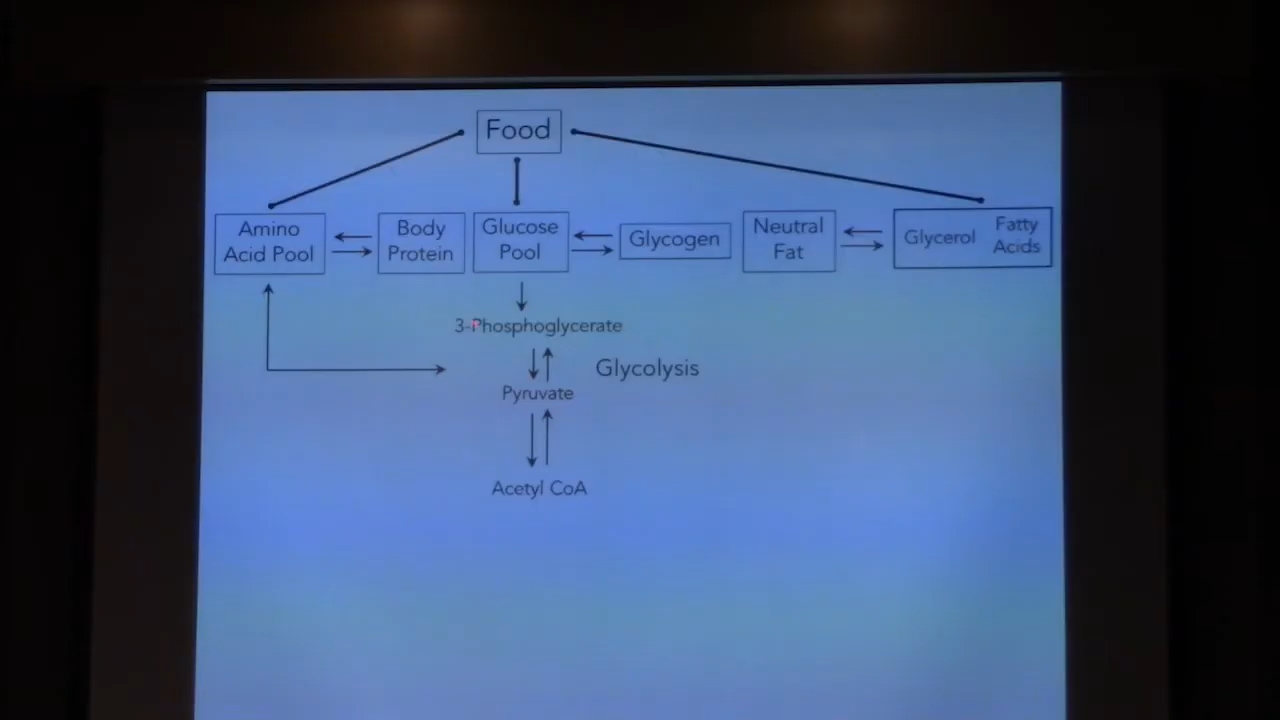 Food
Amino
Acid Pool
Body
Protein
Glucose
Pool
Glycogen
Neutral
Fat
Glycerol
Fatty
Acids
3-Phosphoglycerate
Glycolysis
Pyruvate
Acetyl CoA